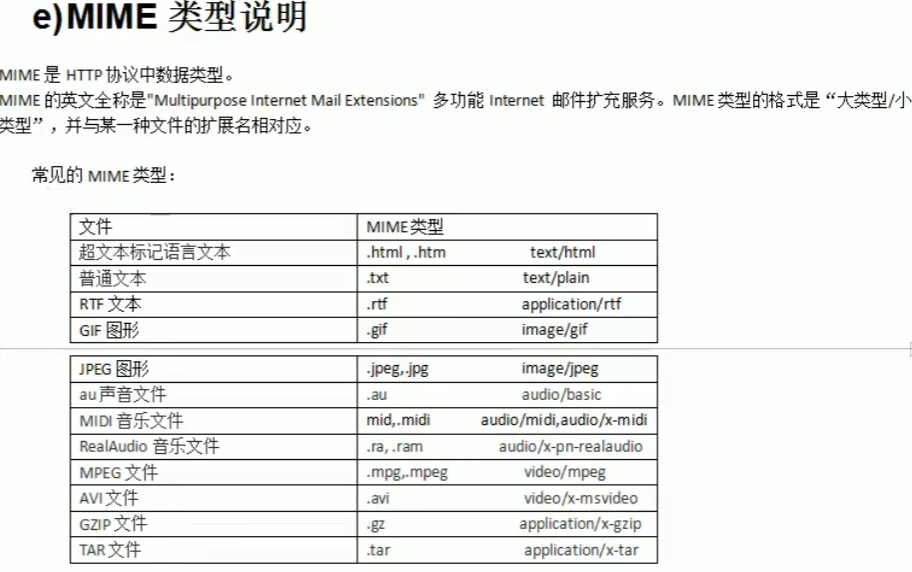 e)MIME 类型说明
MIME 是 HTTP 协议中数据类型。
MIME 的英文全称是"Multipurpose Internet Mail Extensions" 多功能 Internet 邮件扩充服务。MIME 类型的格式是“大类型/小
类型”，并与某一种文件的扩展名相对应。
常见的 MIME 类型：
文件 MIME 类型
超文本标记语言文本 .html , .htm text/html
普通文本 .txt text/plain
RTF 文本 .rtf application/rtf
GIF 图形 .gif image/gif
JPEG 图形 .jpeg,.jpg image/jpeg
au 声音文件 .au audio/basic
MIDI 音乐文件 mid,.midi audio/midi,audio/x-midi
RealAudio 音乐文件 .ra, .ram audio/x-pn-realaudio
MPEG 文件 .mpg,.mpeg video/mpeg
AVI 文件 .avi video/x-msvideo
GZIP 文件 .gz application/x-gzip
TAR 文件 .tar application/x-tar